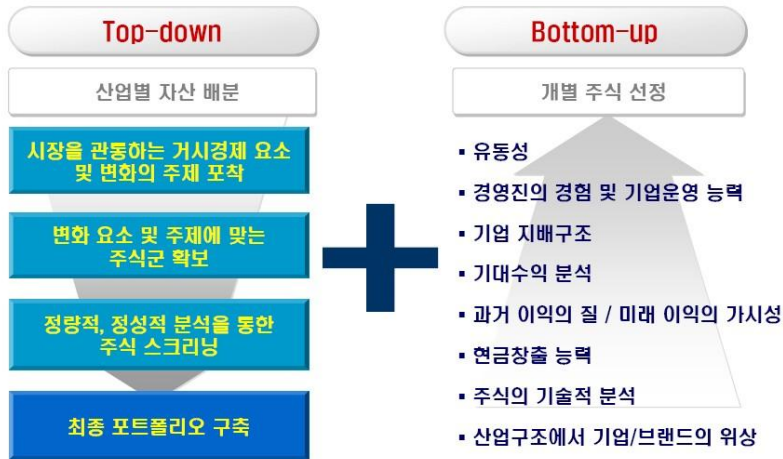 Top-down
산업별 자산 배분
시장을 관통하는 거시경제 요소
및 변화의 주제 포착
변화 요소 및 주제에 맞는
주식군 확보
정량적, 정성적 분석을 통한
주식 스크리닝
최종 포트폴리오 구축
Bottom-up
개별 주식 선정
▪ 유동성
▪ 경영진의 경험 및 기업운영 능력
▪ 기업 지배구조
▪ 기대수익 분석
▪ 과거 이익의 질 / 미래 이익의 가시성
▪ 현금창출 능력
▪ 주식의 기술적 분석
▪ 산업구조에서 기업/브랜드의 위상